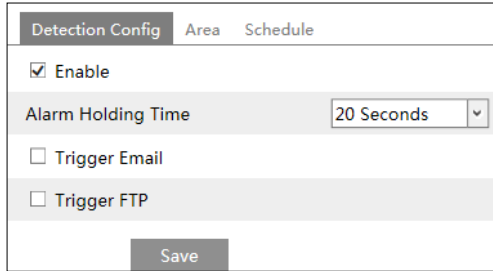 Detection Config Area Schedule
Enable
Alarm Holding Time 20 Seconds
Trigger Email
Trigger FTP
Save